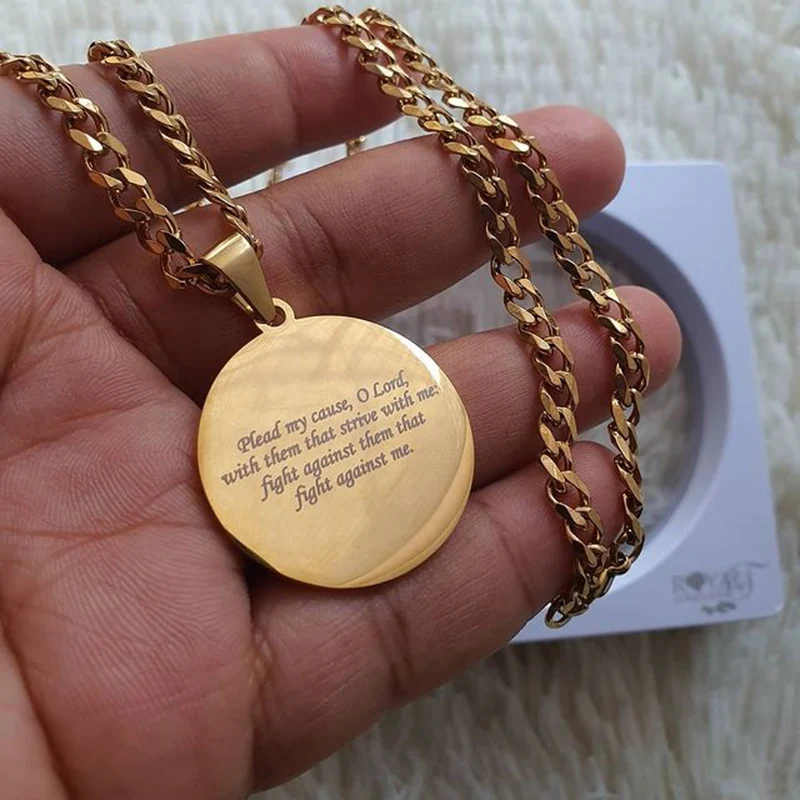 Plead my cause, O Lord,
with them that strive with me:
fight against them that
fight against me.